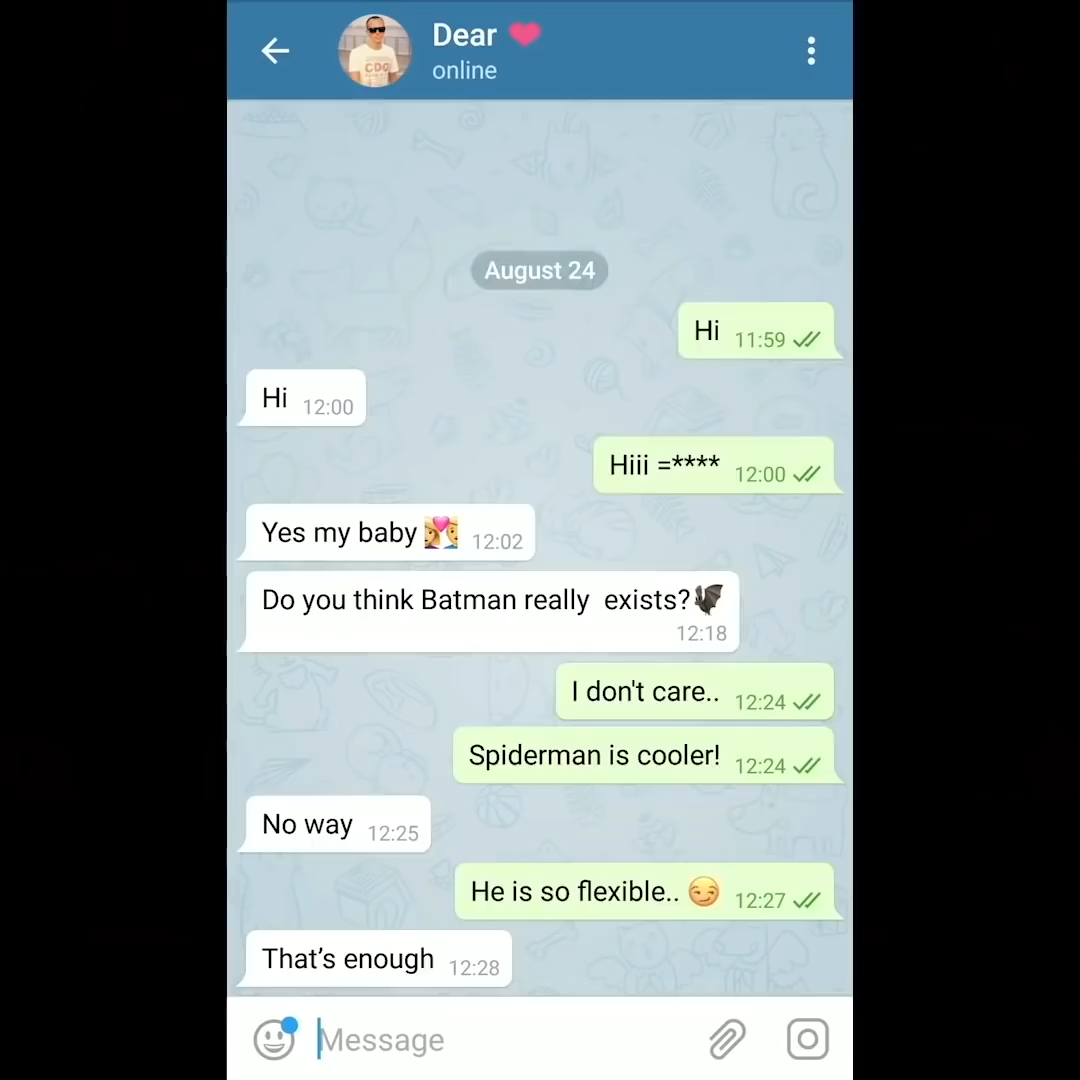 Dear ❤
online
CDG
August 24
Hi 11:59
Hi 12:00
Hiii =**** 12:00
Yes my baby 💏 12:02
Do you think Batman really  exists?🦇
12:18
I don't care.. 12:24
Spiderman is cooler! 12:24
No way 12:25
He is so flexible.. 😏 12:27
That’s enough 12:28
Message